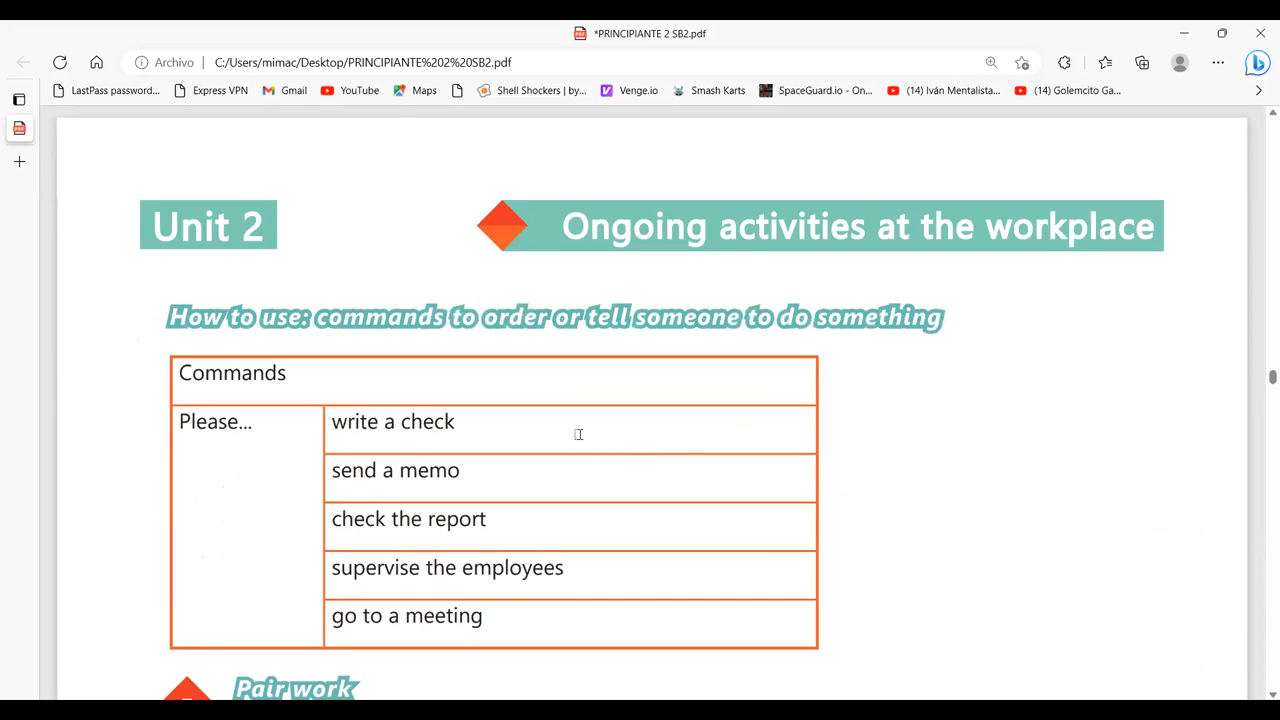 *PRINCIPIANTE 2 SB2.pdf
Archivo C:/Users/mimac/Desktop/PRINCIPIANTE%202%20SB2.pdf
LastPass password... Express VPN Gmail YouTube Maps Shell Shockers | by... Venge.io Smash Karts SpaceGuard.io - On... (14) Iván Mentalista... (14) Golemcito Ga...
Unit 2 Ongoing activities at the workplace
How to use: commands to order or tell someone to do something
Commands
Please... write a check
send a memo
check the report
supervise the employees
go to a meeting
Pair work